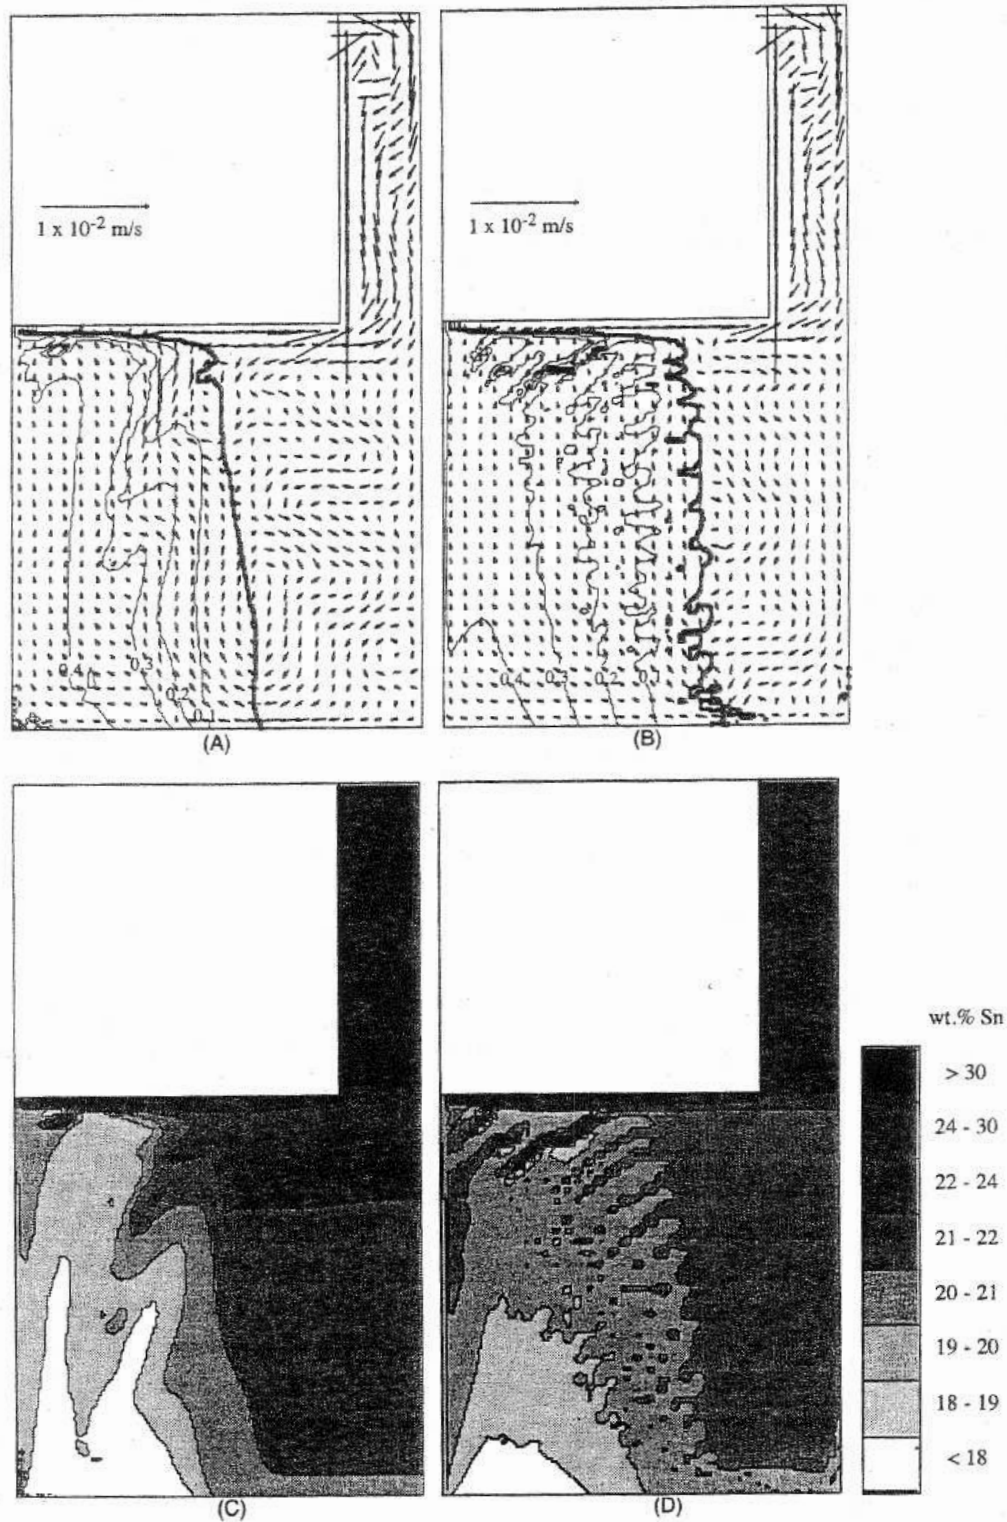 1 x 10⁻² m/s
1 x 10⁻² m/s
0.4
0.3
0.2
0.1
0.4
0.3
0.2
0.1
(A)
(B)
wt.% Sn
> 30
24 - 30
22 - 24
21 - 22
20 - 21
19 - 20
18 - 19
< 18
(C)
(D)